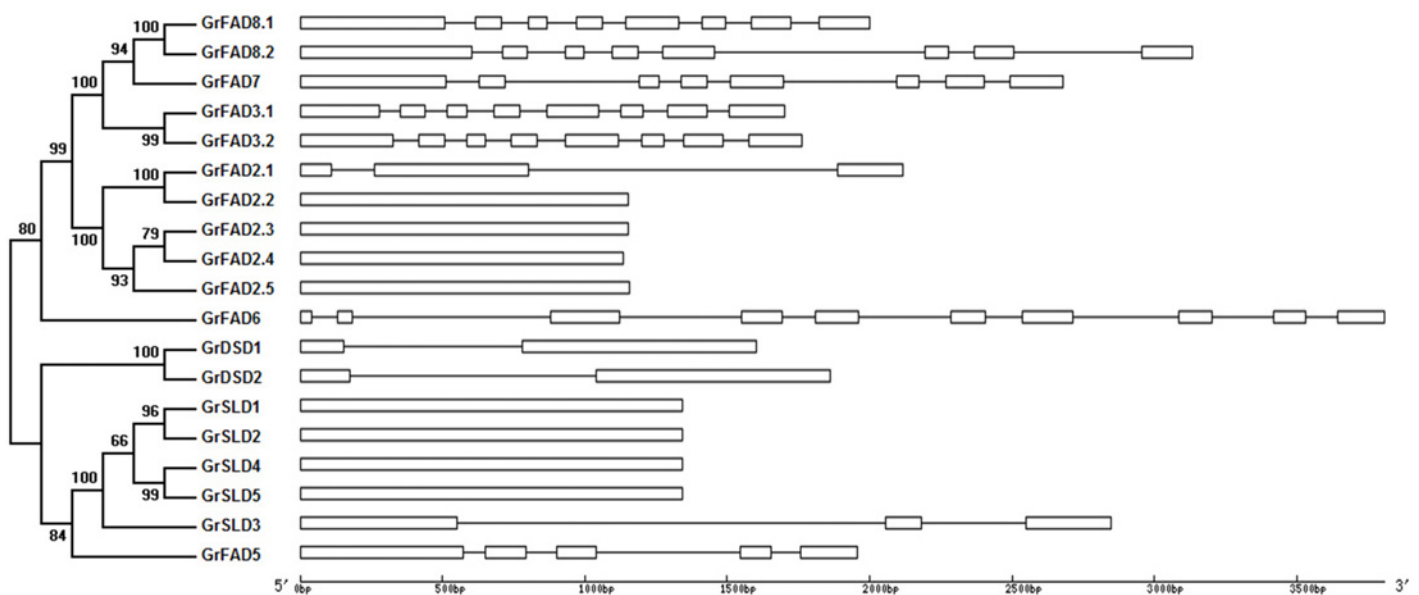 100 GrFAD8.1
94 GrFAD8.2
100 GrFAD7
GrFAD3.1
99 99 GrFAD3.2
100 GrFAD2.1
GrFAD2.2
80 100 79 GrFAD2.3
GrFAD2.4
93 GrFAD2.5
GrFAD6
100 GrDSD1
GrDSD2
96 GrSLD1
66 GrSLD2
100 GrSLD4
99 GrSLD5
84 GrSLD3
GrFAD5
5′ 0bp 500bp 1000bp 1500bp 2000bp 2500bp 3000bp 3500bp 3′